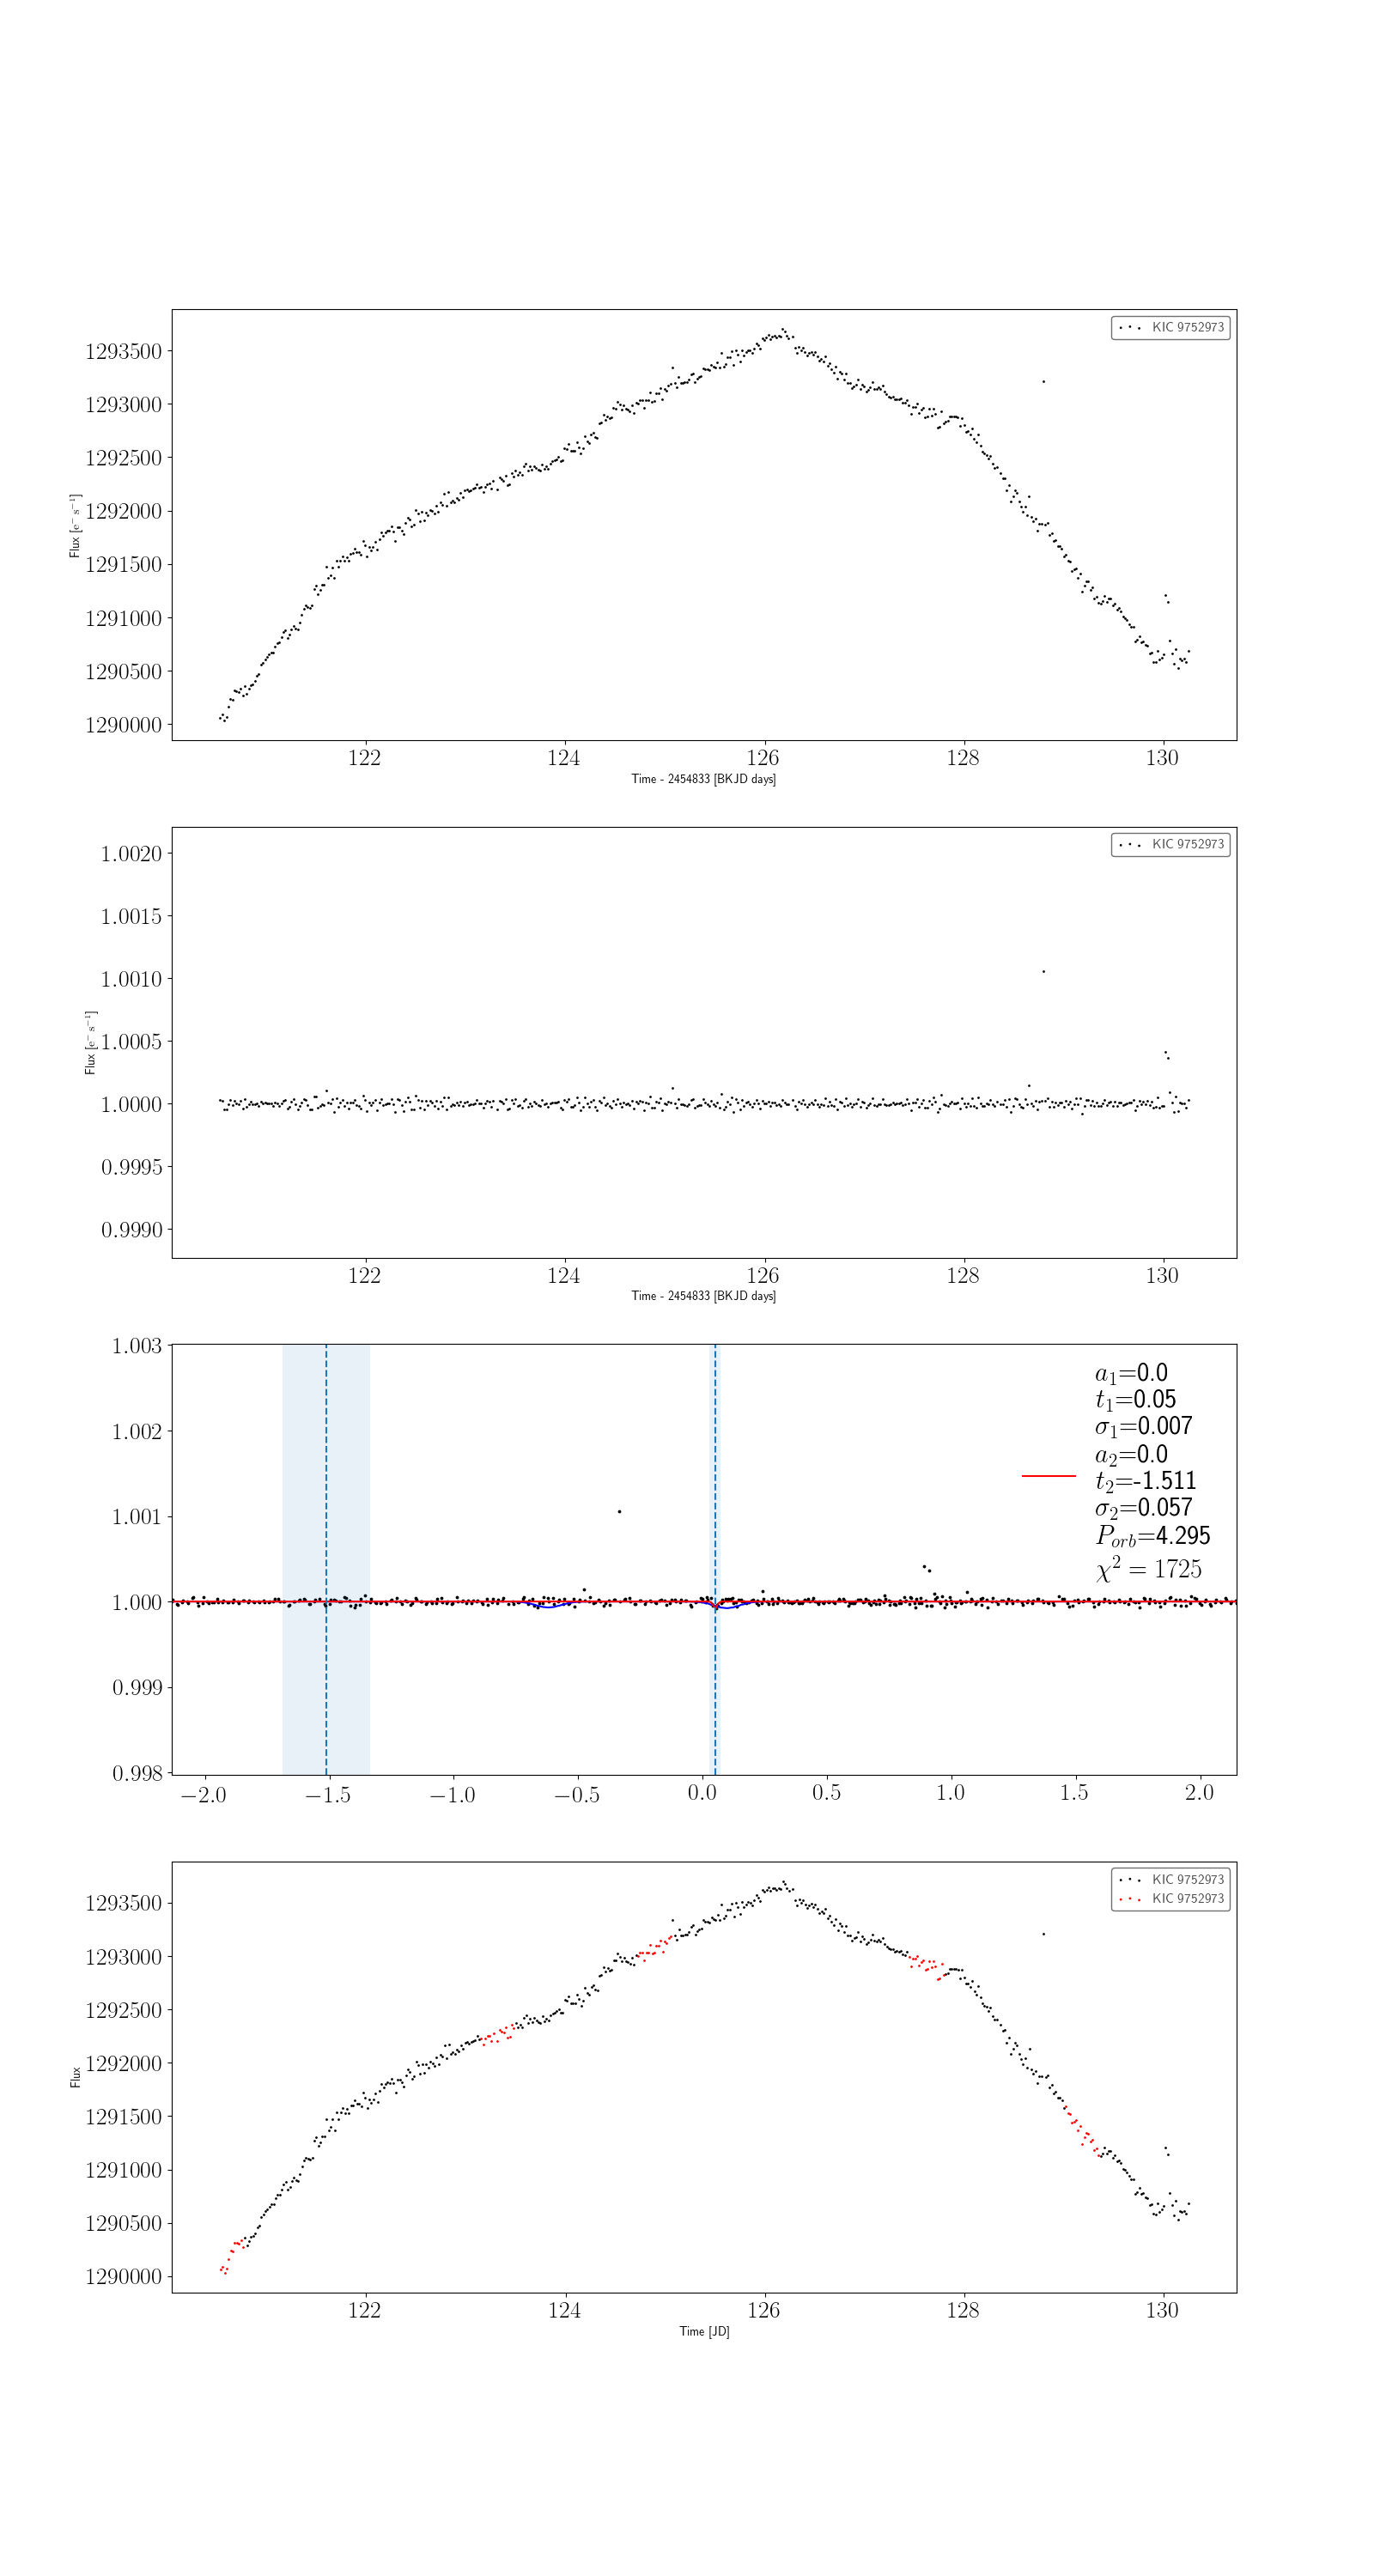 KIC 9752973
1293500
1293000
1292500
1292000
1291500
1291000
1290500
1290000
Flux [e⁻ s⁻¹]
122 124 126 128 130
Time - 2454833 [BKJD days]
KIC 9752973
1.0020
1.0015
1.0010
1.0005
1.0000
0.9995
0.9990
Flux [e⁻ s⁻¹]
122 124 126 128 130
Time - 2454833 [BKJD days]
1.003
1.002
1.001
1.000
0.999
0.998
a₁=0.0
t₁=0.05
σ₁=0.007
a₂=0.0
t₂=-1.511
σ₂=0.057
P_orb=4.295
χ² = 1725
−2.0 −1.5 −1.0 −0.5 0.0 0.5 1.0 1.5 2.0
KIC 9752973
KIC 9752973
1293500
1293000
1292500
1292000
1291500
1291000
1290500
1290000
Flux
122 124 126 128 130
Time [JD]